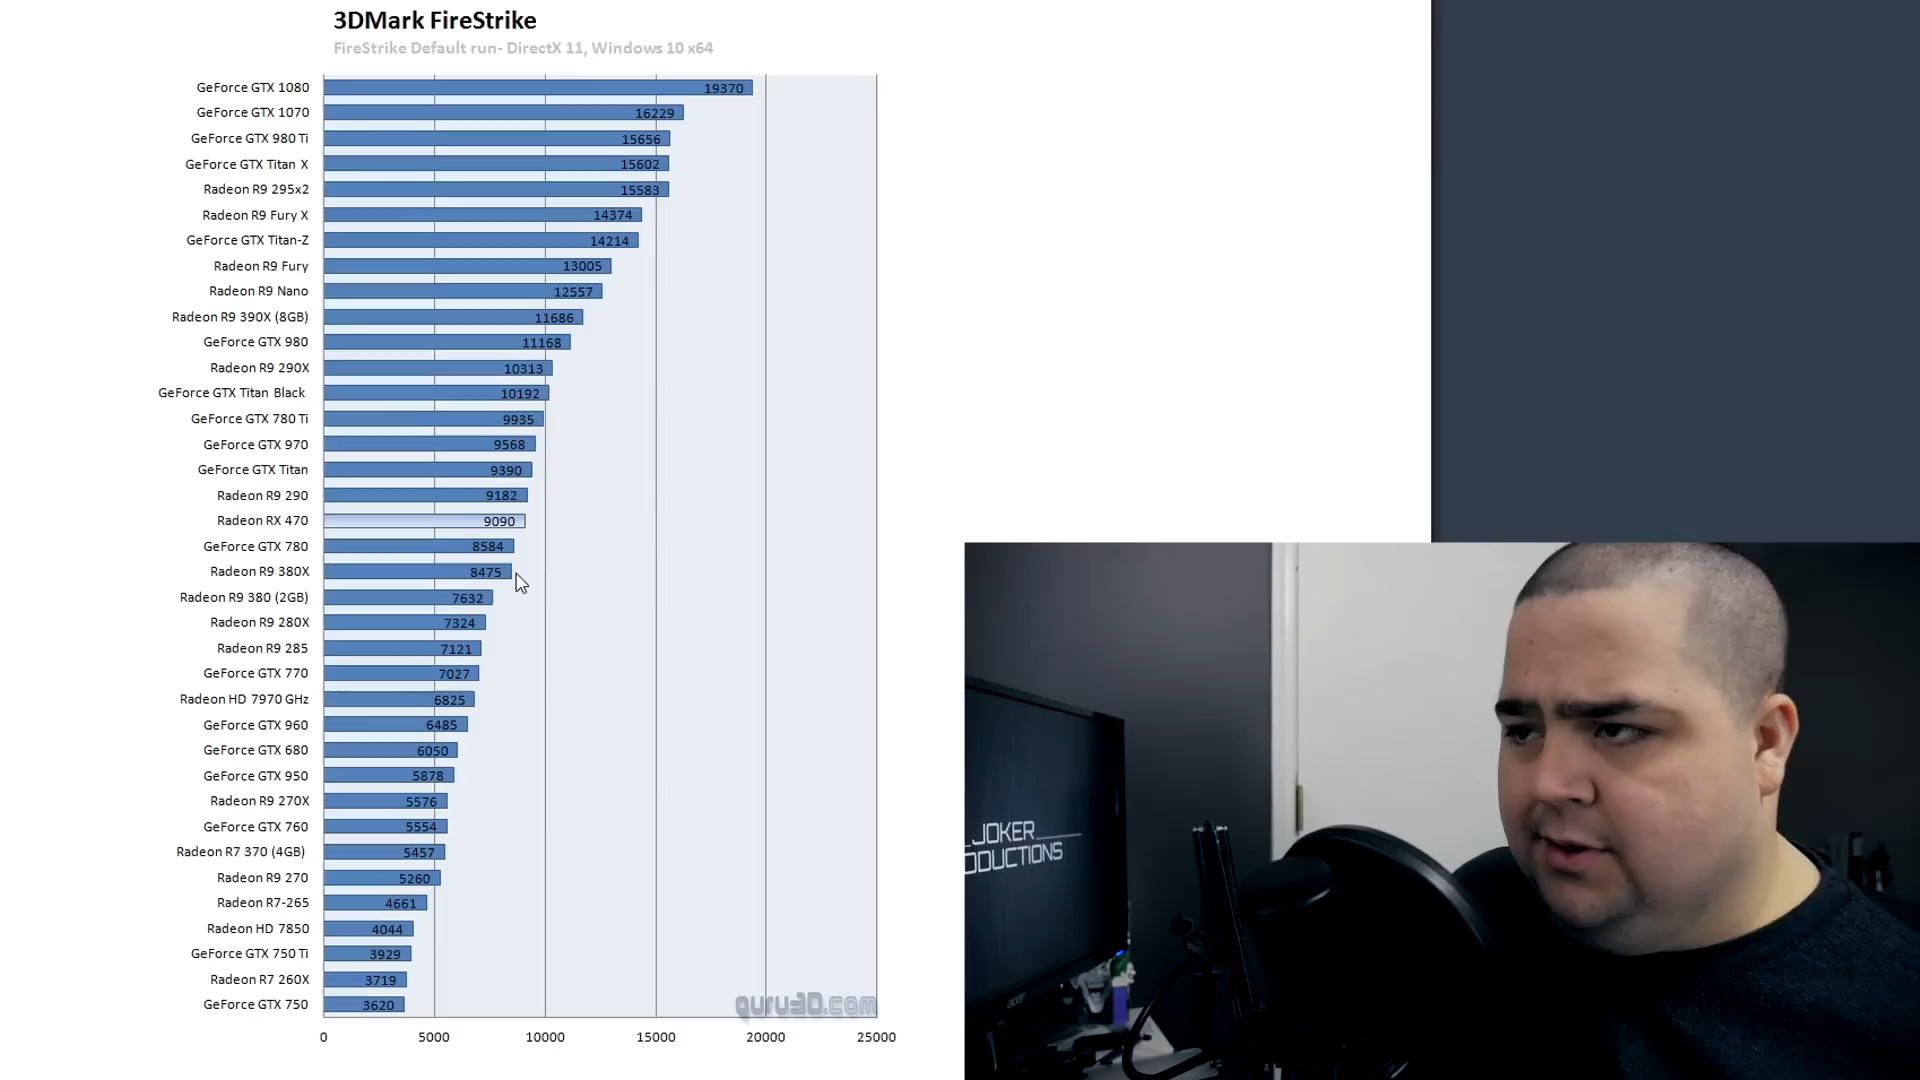 3DMark FireStrike
FireStrike Default run- DirectX 11, Windows 10 x64
GeForce GTX 1080 19370
GeForce GTX 1070 16229
GeForce GTX 980 Ti 15656
GeForce GTX Titan X 15602
Radeon R9 295x2 15583
Radeon R9 Fury X 14374
GeForce GTX Titan-Z 14214
Radeon R9 Fury 13005
Radeon R9 Nano 12557
Radeon R9 390X (8GB) 11686
GeForce GTX 980 11168
Radeon R9 290X 10313
GeForce GTX Titan Black 10192
GeForce GTX 780 Ti 9935
GeForce GTX 970 9568
GeForce GTX Titan 9390
Radeon R9 290 9182
Radeon RX 470 9090
GeForce GTX 780 8584
Radeon R9 380X 8475
Radeon R9 380 (2GB) 7632
Radeon R9 280X 7324
Radeon R9 285 7121
GeForce GTX 770 7027
Radeon HD 7970 GHz 6825
GeForce GTX 960 6485
GeForce GTX 680 6050
GeForce GTX 950 5878
Radeon R9 270X 5576
GeForce GTX 760 5554
Radeon R7 370 (4GB) 5457
Radeon R9 270 5260
Radeon R7-265 4661
Radeon HD 7850 4044
GeForce GTX 750 Ti 3929
Radeon R7 260X 3719
GeForce GTX 750 3620
guru3D.com
0 5000 10000 15000 20000 25000
JOKER
ODUCTIONS
acer